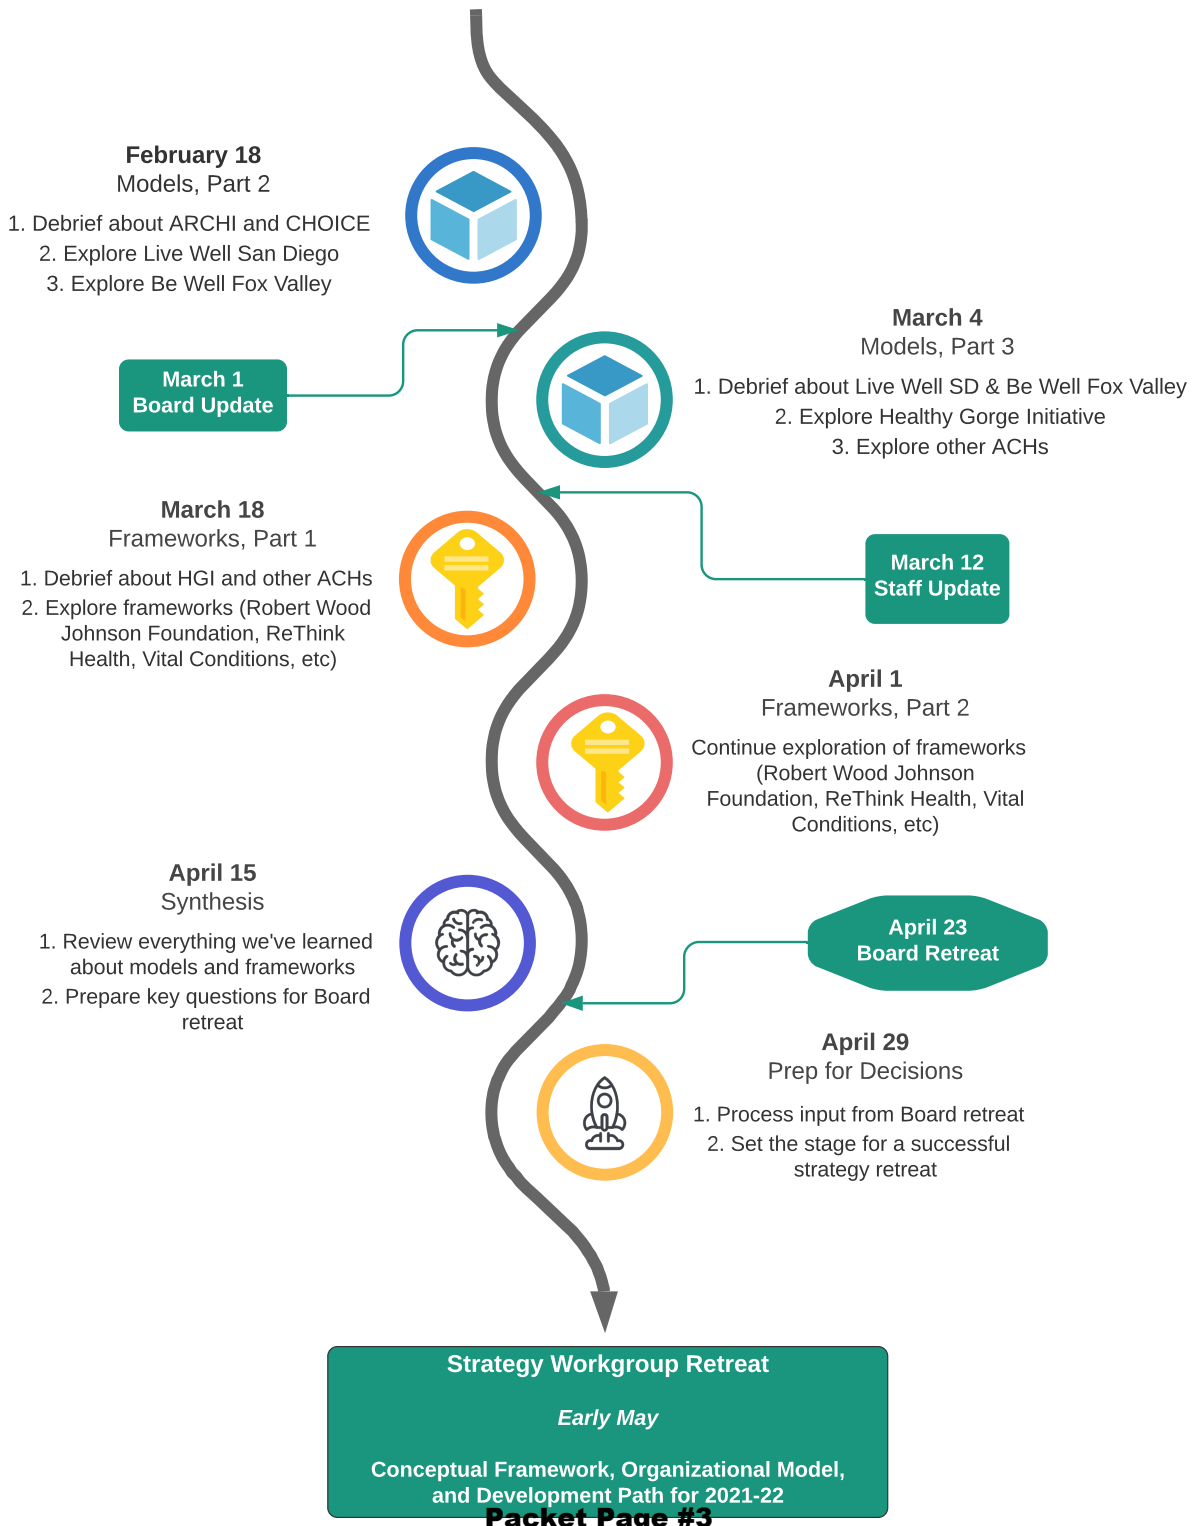 February 18
Models, Part 2
1. Debrief about ARCHI and CHOICE
2. Explore Live Well San Diego
3. Explore Be Well Fox Valley
March 1
Board Update
March 4
Models, Part 3
1. Debrief about Live Well SD & Be Well Fox Valley
2. Explore Healthy Gorge Initiative
3. Explore other ACHs
March 18
Frameworks, Part 1
1. Debrief about HGI and other ACHs
2. Explore frameworks (Robert Wood
Johnson Foundation, ReThink
Health, Vital Conditions, etc)
March 12
Staff Update
April 1
Frameworks, Part 2
Continue exploration of frameworks
(Robert Wood Johnson
Foundation, ReThink Health, Vital
Conditions, etc)
April 15
Synthesis
1. Review everything we've learned
about models and frameworks
2. Prepare key questions for Board
retreat
April 23
Board Retreat
April 29
Prep for Decisions
1. Process input from Board retreat
2. Set the stage for a successful
strategy retreat
Strategy Workgroup Retreat
Early May
Conceptual Framework, Organizational Model,
and Development Path for 2021-22
Packet Page #3